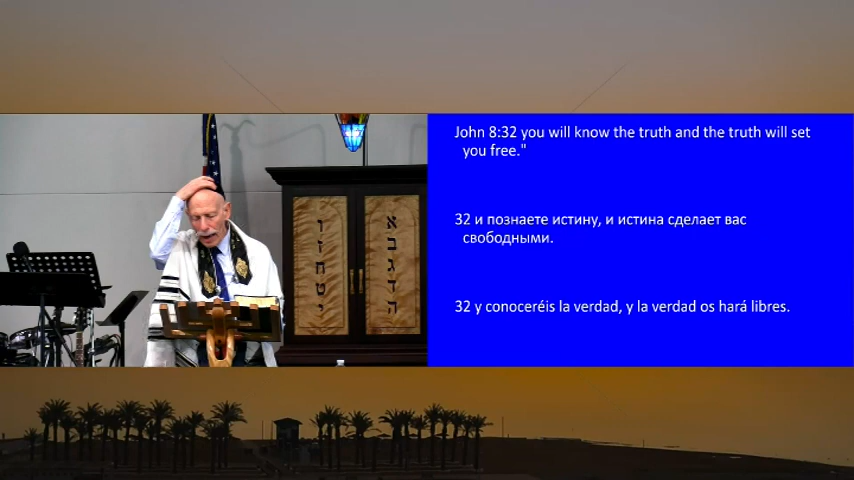 John 8:32 you will know the truth and the truth will set
you free."
32 и познаете истину, и истина сделает вас
свободными.
32 y conoceréis la verdad, y la verdad os hará libres.
א
ב
ג
ד
ה
ו
ז
ח
ט
י